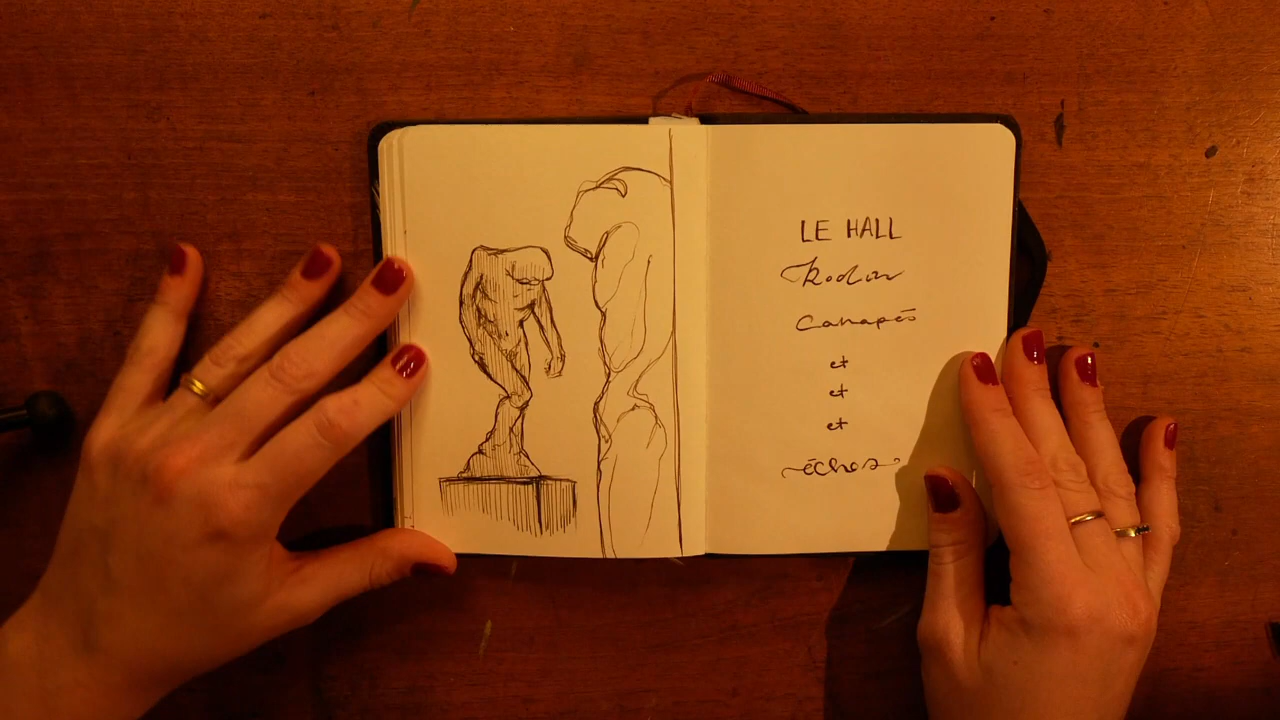 LE HALL
Rodin
Canapés
et
et
et
échos